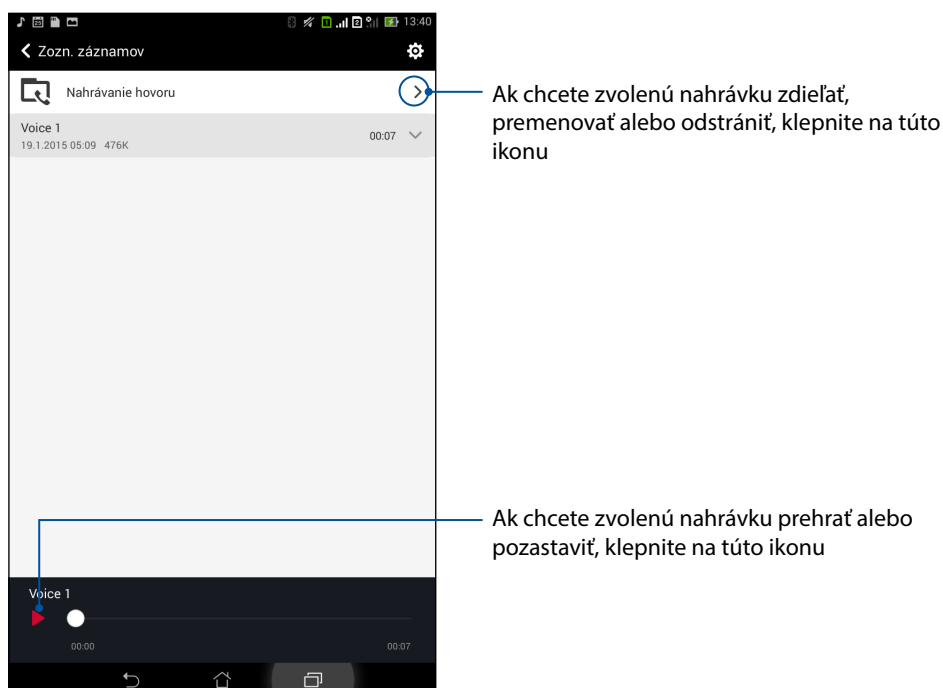 13:40
Zozn. záznamov
Nahrávanie hovoru
Voice 1
00:07
19.1.2015 05:09 476K
Ak chcete zvolenú nahrávku zdieľať,
premenovať alebo odstrániť, klepnite na túto
ikonu
Ak chcete zvolenú nahrávku prehrať alebo
pozastaviť, klepnite na túto ikonu
Voice 1
00:00
00:07